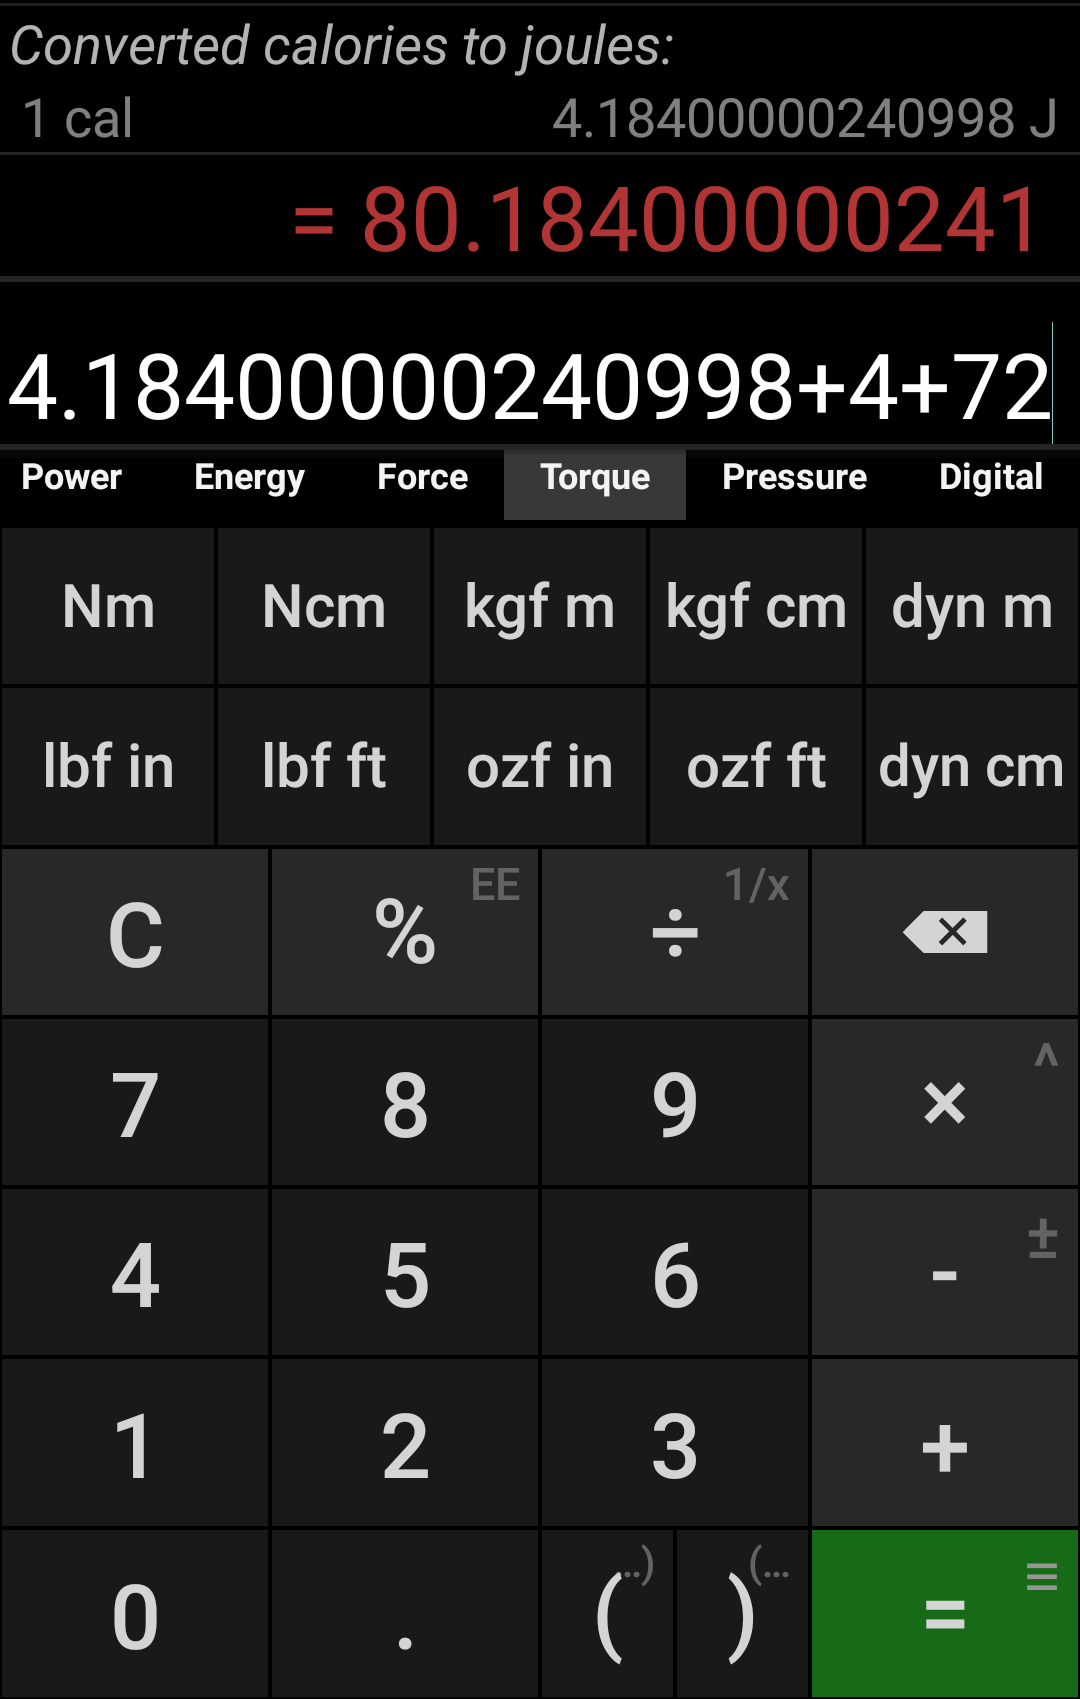 Converted calories to joules:
1 cal 4.18400000240998 J
= 80.18400000241
4.18400000240998+4+72
Power Energy Force Torque Pressure Digital
Nm Ncm kgf m kgf cm dyn m
lbf in lbf ft ozf in ozf ft dyn cm
C % EE ÷ 1/x
7 8 9 × ^
4 5 6 - ±
1 2 3 +
0 . ( ..) ) (... = ≡